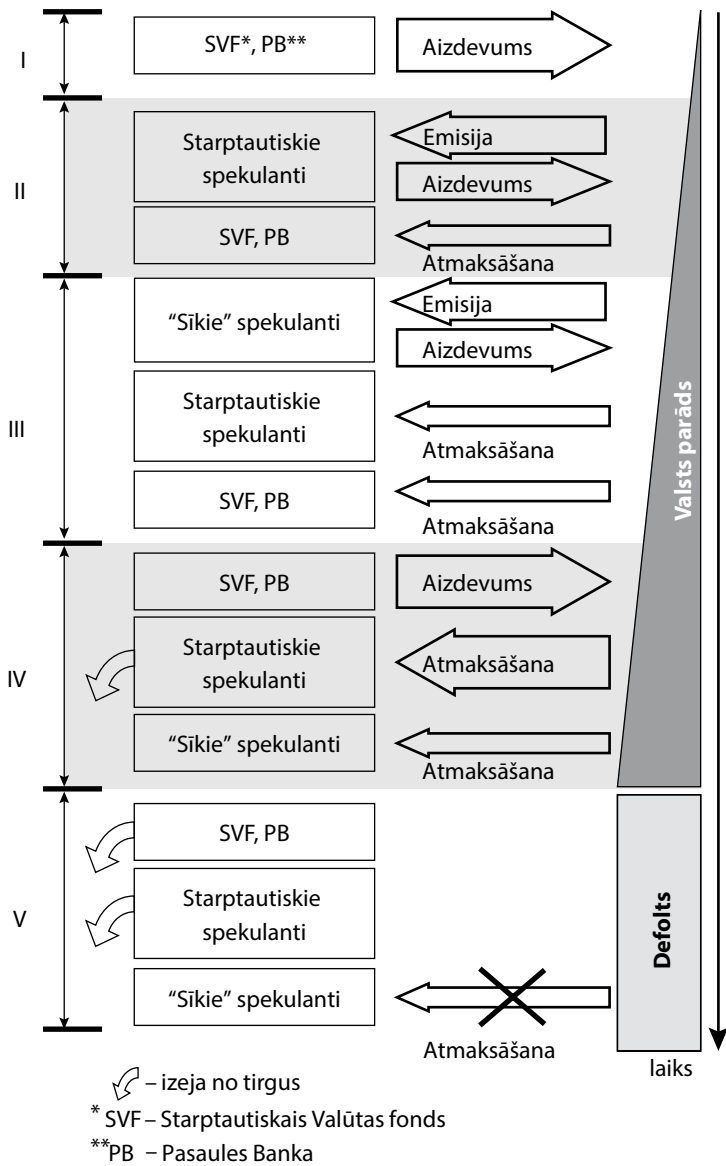 I
SVF*, PB**
Aizdevums
II
Starptautiskie
spekulanti
Emisija
Aizdevums
SVF, PB
Atmaksāšana
III
“Sīkie” spekulanti
Emisija
Aizdevums
Starptautiskie
spekulanti
Atmaksāšana
SVF, PB
Atmaksāšana
Valsts parāds
IV
SVF, PB
Aizdevums
Starptautiskie
spekulanti
Atmaksāšana
“Sīkie” spekulanti
Atmaksāšana
V
SVF, PB
Starptautiskie
spekulanti
“Sīkie” spekulanti
Atmaksāšana
Defolts
laiks
– izeja no tirgus
* SVF – Starptautiskais Valūtas fonds
**PB – Pasaules Banka